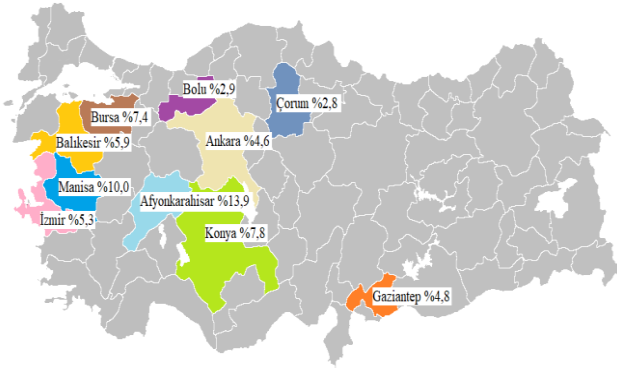 Bolu %2,9
Çorum %2,8
Bursa %7,4
Balıkesir %5,9
Ankara %4,6
Manisa %10,0
Afyonkarahisar %13,9
İzmir %5,3
Konya %7,8
Gaziantep %4,8